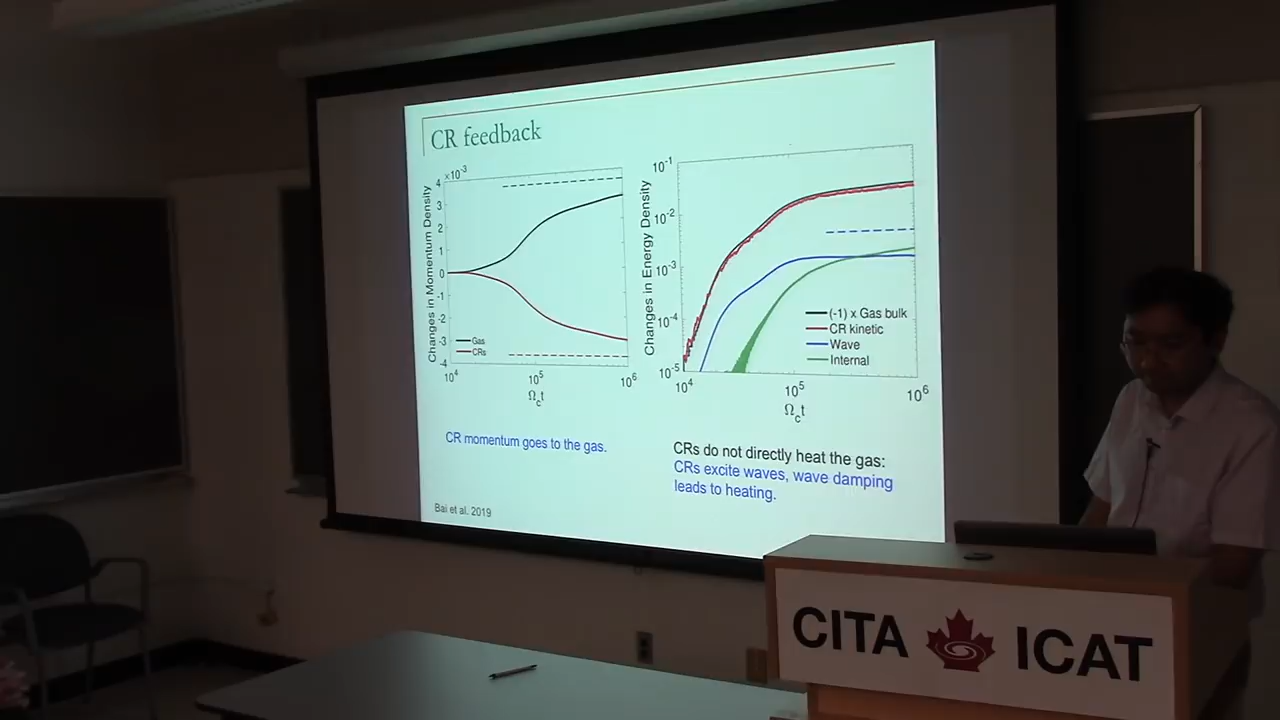 CR feedback
×10⁻³
4
3
2
1
0
-1
-2
-3
-4
Changes in Momentum Density
Gas
CRs
10⁴
10⁵
10⁶
Ωct
10⁻¹
10⁻²
10⁻³
10⁻⁴
10⁻⁵
Changes in Energy Density
(-1) x Gas bulk
CR kinetic
Wave
Internal
10⁴
10⁵
10⁶
Ωct
CR momentum goes to the gas.
CRs do not directly heat the gas:
CRs excite waves, wave damping
leads to heating.
Bai et al. 2019
CITA ICAT